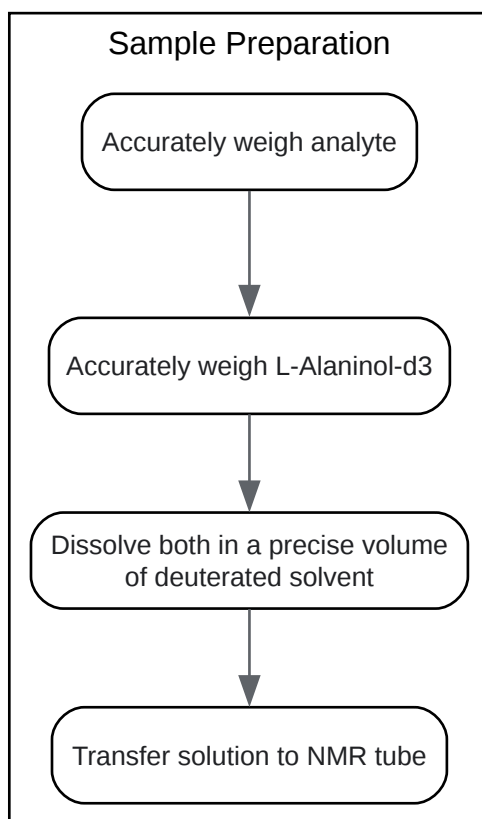 Sample Preparation
Accurately weigh analyte
Accurately weigh L-Alaninol-d3
Dissolve both in a precise volume
of deuterated solvent
Transfer solution to NMR tube